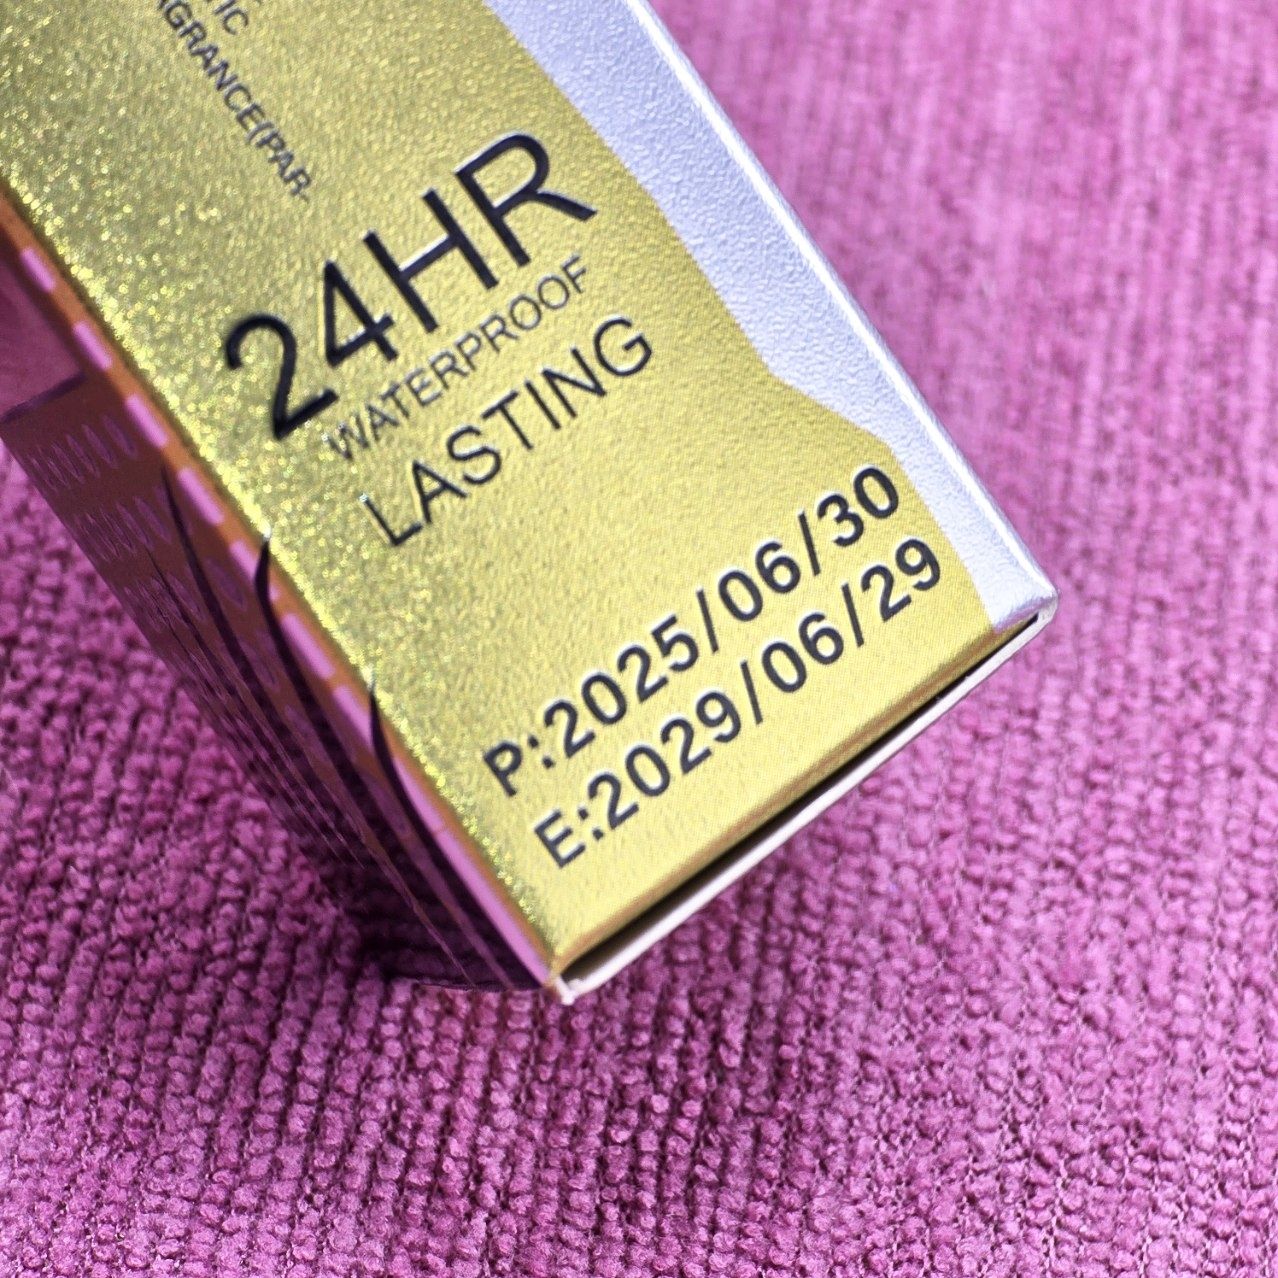 24HR
WATERPROOF
LASTING
P:2025/06/30
E:2029/06/29